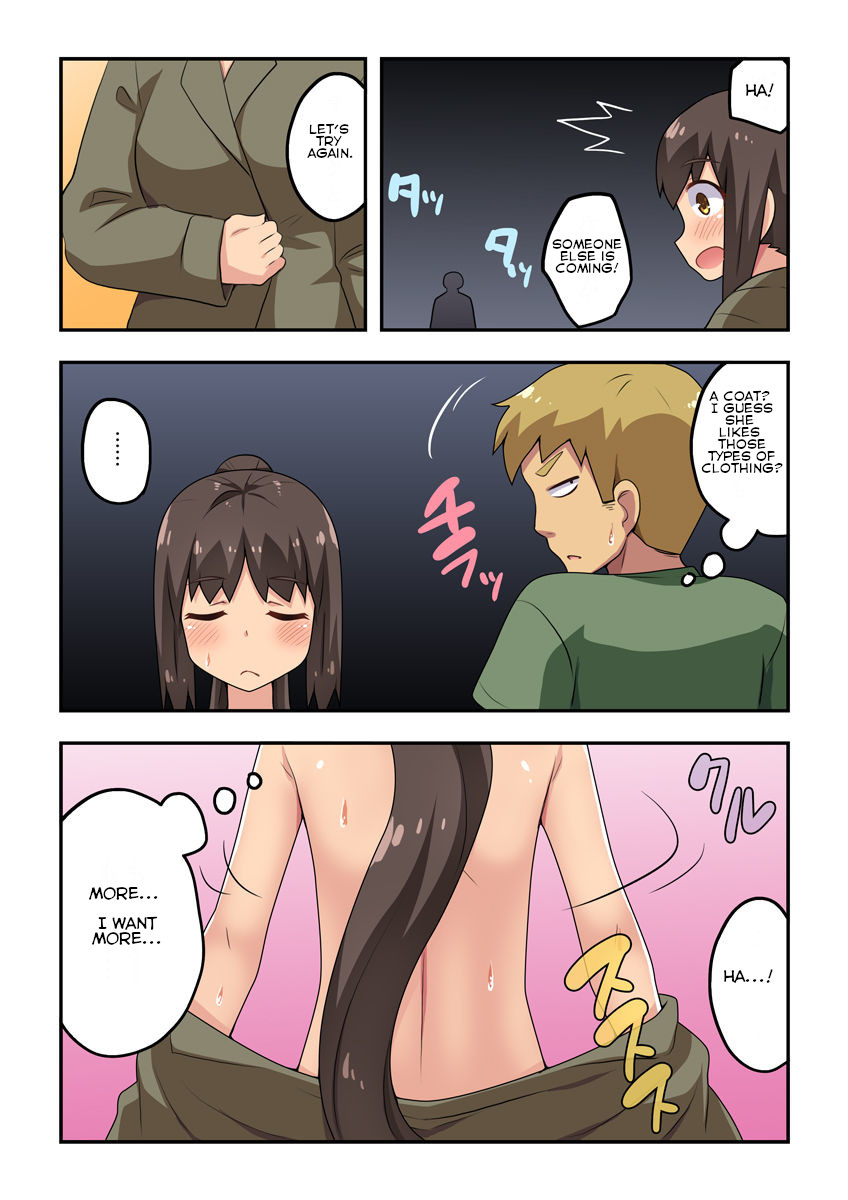 HA!
SOMEONE
ELSE IS
COMING!
タッ
タッ
LET'S
TRY
AGAIN.
A COAT?
I GUESS
SHE
LIKES
THOSE
TYPES OF
CLOTHING?
チラッ
......
クル
HA...!
スス
スス
MORE...
I WANT
MORE...